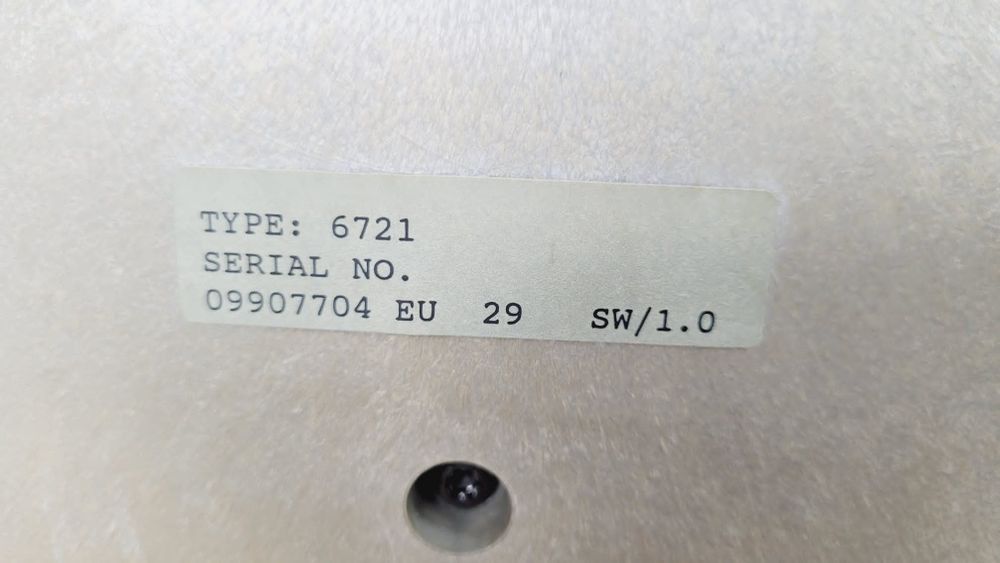 TYPE: 6721
SERIAL NO.
09907704 EU 29 SW/1.0